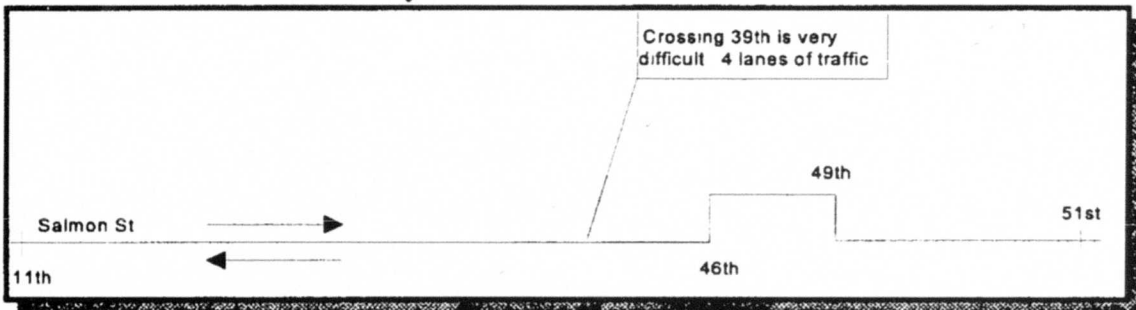 Crossing 39th is very
difficult 4 lanes of traffic
49th
51st
Salmon St
46th
11th